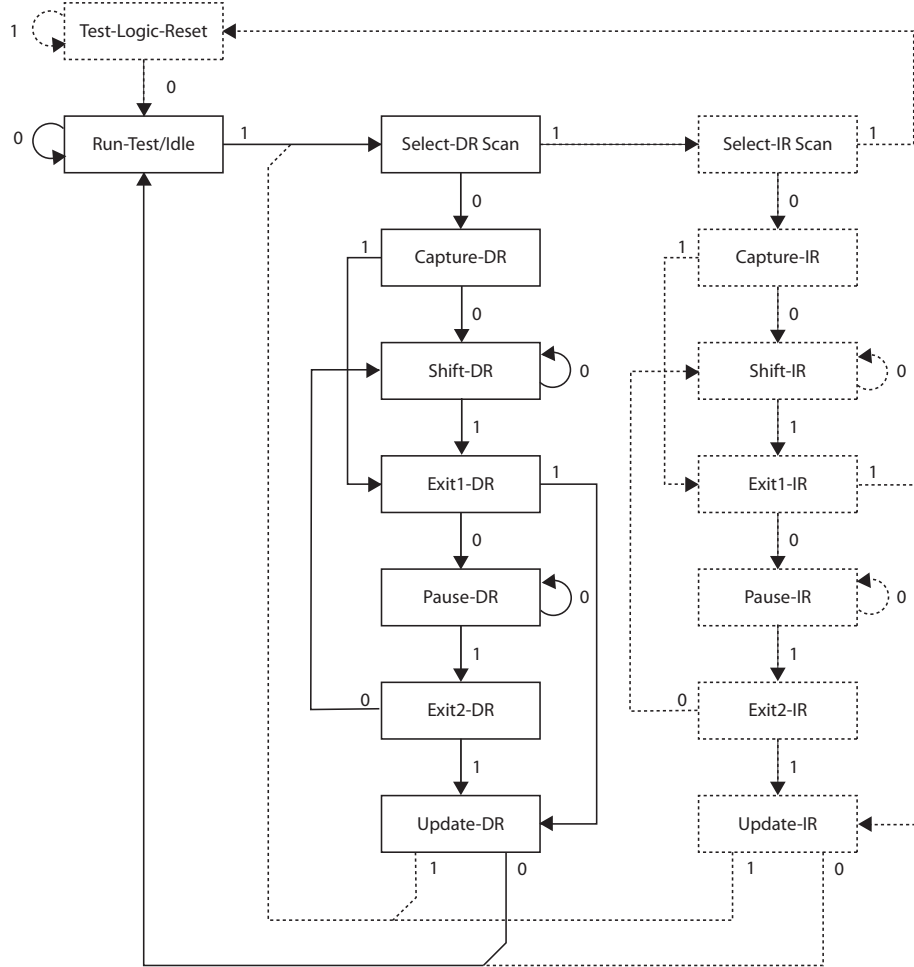 1 Test-Logic-Reset
0
0 Run-Test/Idle 1 Select-DR Scan 1 Select-IR Scan 1
0 0
1 Capture-DR 1 Capture-IR
0 0
Shift-DR 0 Shift-IR 0
1 1
Exit1-DR 1 Exit1-IR 1
0 0
Pause-DR 0 Pause-IR 0
1 1
0 Exit2-DR 0 Exit2-IR
1 1
Update-DR Update-IR
1 0 1 0